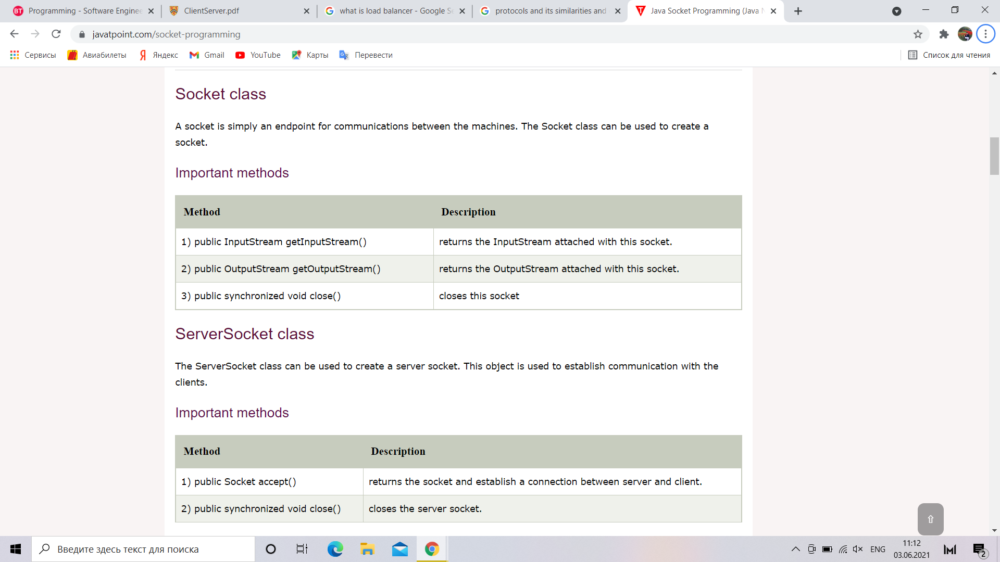 BT Programming - Software Enginee
ClientServer.pdf
what is load balancer - Google Se
protocols and its similarities and
Java Socket Programming (Java N
javatpoint.com/socket-programming
Сервисы
Авиабилеты
Яндекс
Gmail
YouTube
Карты
Перевести
Список для чтения
Socket class
A socket is simply an endpoint for communications between the machines. The Socket class can be used to create a
socket.
Important methods
Method Description
1) public InputStream getInputStream() returns the InputStream attached with this socket.
2) public OutputStream getOutputStream() returns the OutputStream attached with this socket.
3) public synchronized void close() closes this socket
ServerSocket class
The ServerSocket class can be used to create a server socket. This object is used to establish communication with the
clients.
Important methods
Method Description
1) public Socket accept() returns the socket and establish a connection between server and client.
2) public synchronized void close() closes the server socket.
Введите здесь текст для поиска
ENG
11:12
03.06.2021
2